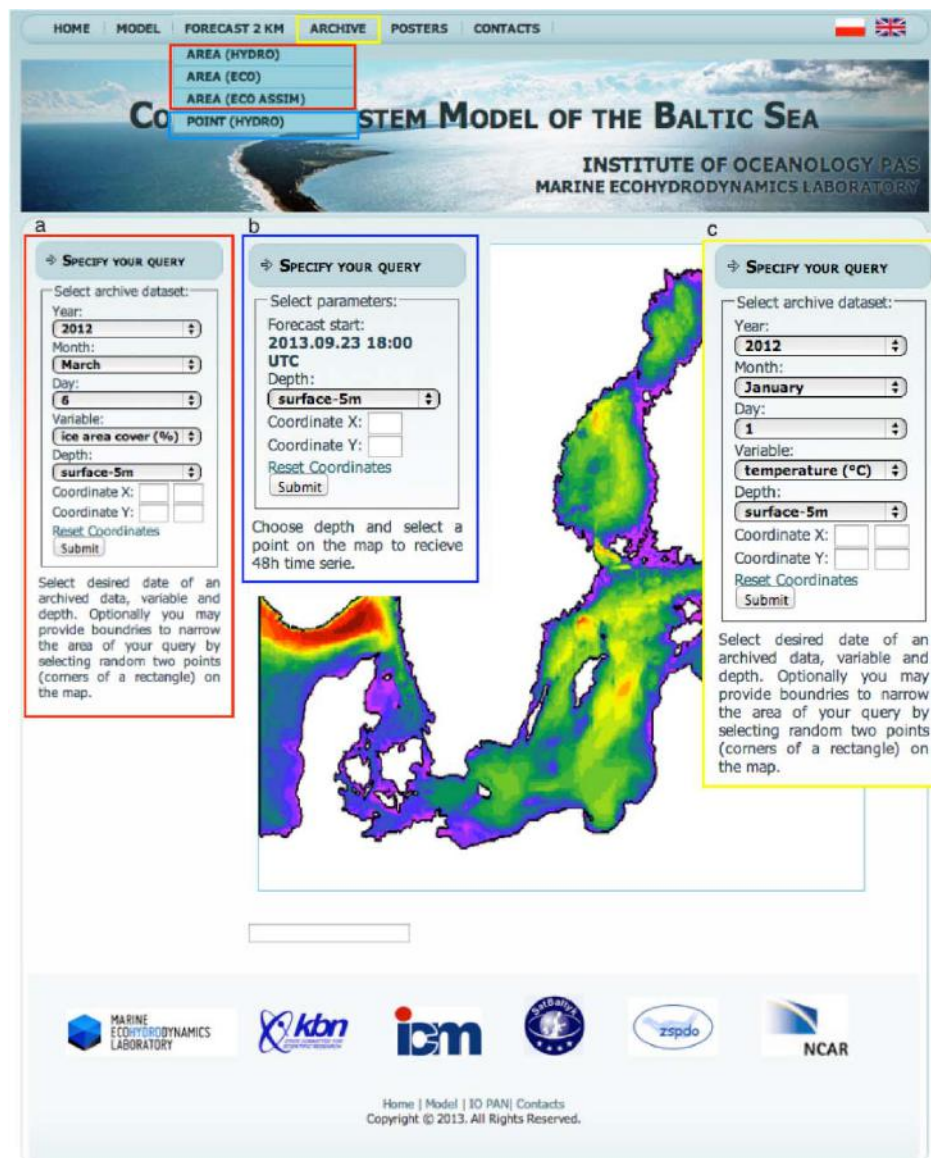 HOME MODEL FORECAST 2 KM ARCHIVE POSTERS CONTACTS
AREA (HYDRO)
AREA (ECO)
AREA (ECO ASSIM)
POINT (HYDRO)
CO STEM MODEL OF THE BALTIC SEA
INSTITUTE OF OCEANOLOGY PAS
MARINE ECOHYDRODYNAMICS LABORATORY
a
SPECIFY YOUR QUERY
Select archive dataset:
Year:
2012
Month:
March
Day:
6
Variable:
ice area cover (%)
Depth:
surface-5m
Coordinate X:
Coordinate Y:
Reset Coordinates
Submit
Select desired date of an
archived data, variable and
depth. Optionally you may
provide boundries to narrow
the area of your query by
selecting random two points
(corners of a rectangle) on
the map.
b
SPECIFY YOUR QUERY
Select parameters:
Forecast start:
2013.09.23 18:00
UTC
Depth:
surface-5m
Coordinate X:
Coordinate Y:
Reset Coordinates
Submit
Choose depth and select a
point on the map to recieve
48h time serie.
c
SPECIFY YOUR QUERY
Select archive dataset:
Year:
2012
Month:
January
Day:
1
Variable:
temperature (°C)
Depth:
surface-5m
Coordinate X:
Coordinate Y:
Reset Coordinates
Submit
Select desired date of an
archived data, variable and
depth. Optionally you may
provide boundries to narrow
the area of your query by
selecting random two points
(corners of a rectangle) on
the map.
MARINE
ECOHYDRODYNAMICS
LABORATORY
kbn
STATE COMMITTEE FOR
SCIENTIFIC RESEARCH
icm
SatBałtyk
zspdo
NCAR
Home | Model | IO PAN| Contacts
Copyright © 2013. All Rights Reserved.